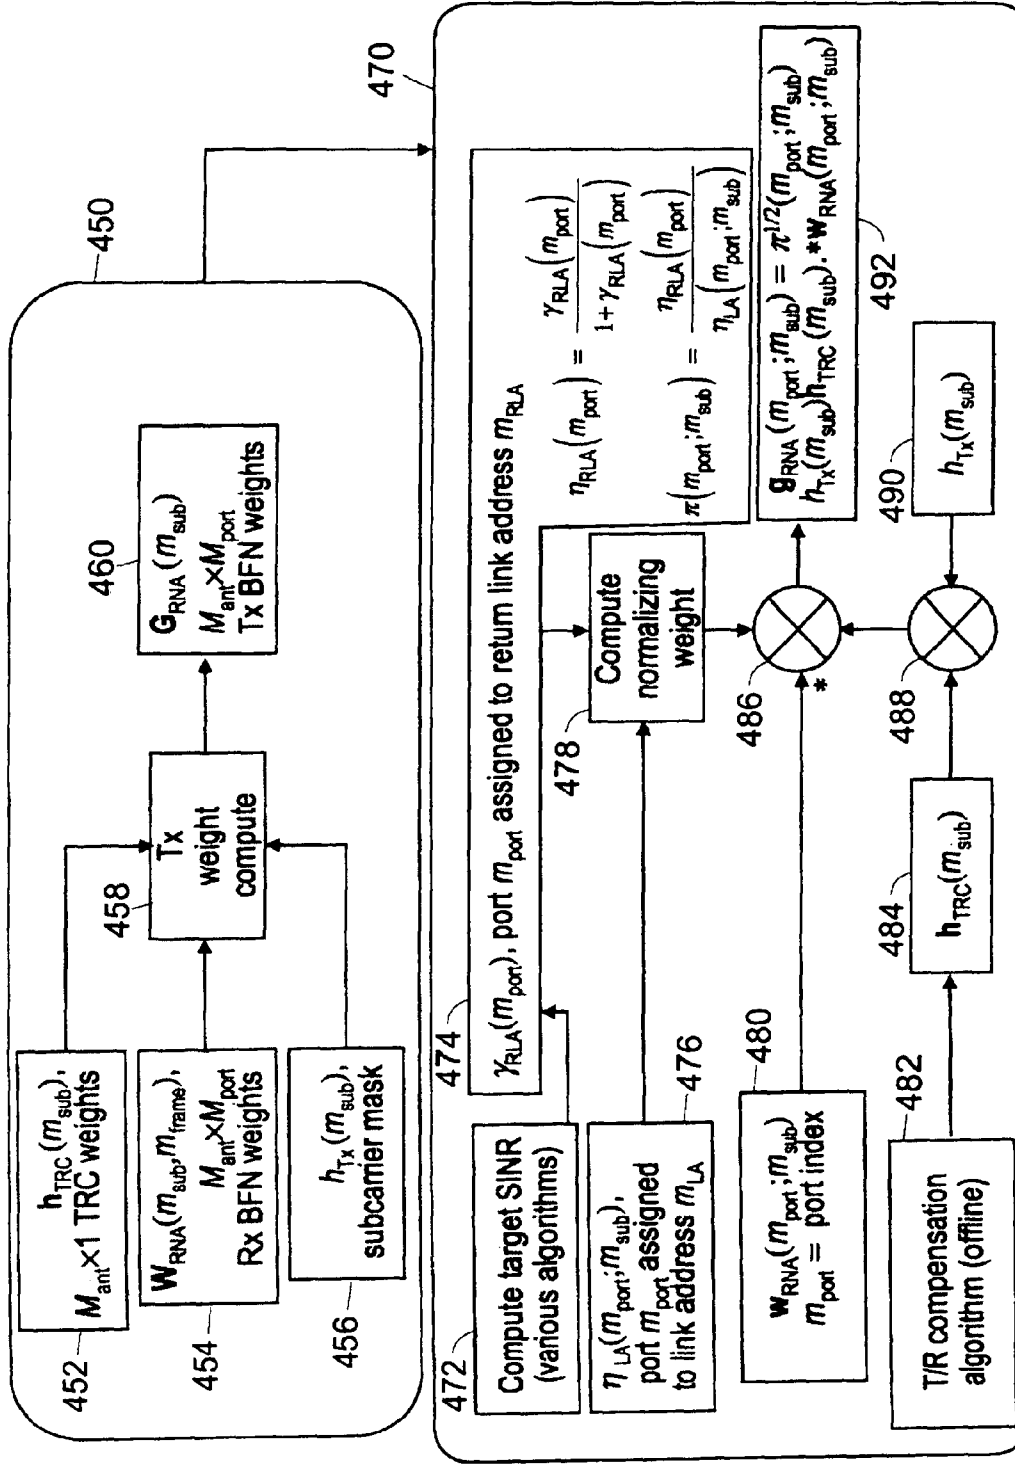 450
452
h_TRC(m_sub),
M_ant×1 TRC weights
454
W_RNA(m_sub,m_frame),
M_ant×M_port
Rx BFN weights
456
h_Tx(m_sub),
subcarrier mask
458
Tx
weight
compute
460
G_RNA(m_sub)
M_ant×M_port
Tx BFN weights
470
472
Compute target SINR
(various algorithms)
474
γ_RLA(m_port), port m_port assigned to return link address m_RLA
η_RLA(m_port) = γ_RLA(m_port) / 1+γ_RLA(m_port)
π(m_port;m_sub) = η_RLA(m_port) / η_LA(m_port;m_sub)
476
η_LA(m_port;m_sub),
port m_port assigned
to link address m_LA
478
Compute
normalizing
weight
480
w_RNA(m_port;m_sub)
m_port = port index
482
T/R compensation
algorithm (offline)
484
h_TRC(m_sub)
486
*
488
490
h_Tx(m_sub)
g_RNA(m_port;m_sub) = π^1/2(m_port;m_sub)
h_Tx(m_sub)h_TRC(m_sub).*w_RNA(m_port;m_sub)
492